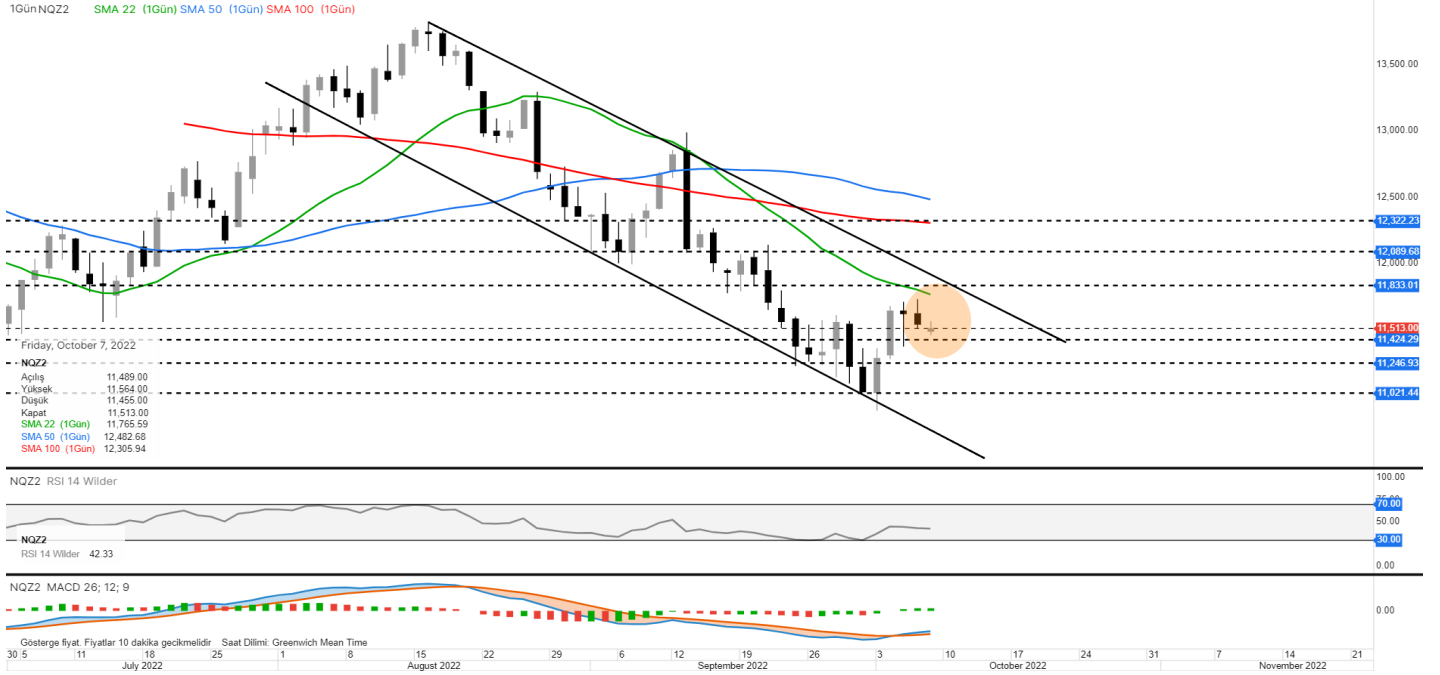 1Gün NQZ2 SMA 22 (1Gün) SMA 50 (1Gün) SMA 100 (1Gün)
13,500.00
13,000.00
12,500.00
12,322.23
12,089.68
12,000.00
11,833.01
11,513.00
11,424.29
11,246.93
11,021.44
Friday, October 7, 2022
NQZ2
Açılış 11,489.00
Yüksek 11,564.00
Düşük 11,455.00
Kapat 11,513.00
SMA 22 (1Gün) 11,765.59
SMA 50 (1Gün) 12,482.68
SMA 100 (1Gün) 12,305.94
NQZ2 RSI 14 Wilder
100.00
75.00
70.00
50.00
30.00
0.00
NQZ2
RSI 14 Wilder 42.33
NQZ2 MACD 26; 12; 9
0.00
Gösterge fiyat. Fiyatlar 10 dakika gecikmelidir Saat Dilimi: Greenwich Mean Time
30 5 11 18 25 1 8 15 22 29 6 12 19 26 3 10 17 24 31 7 14 21
July 2022 August 2022 September 2022 October 2022 November 2022